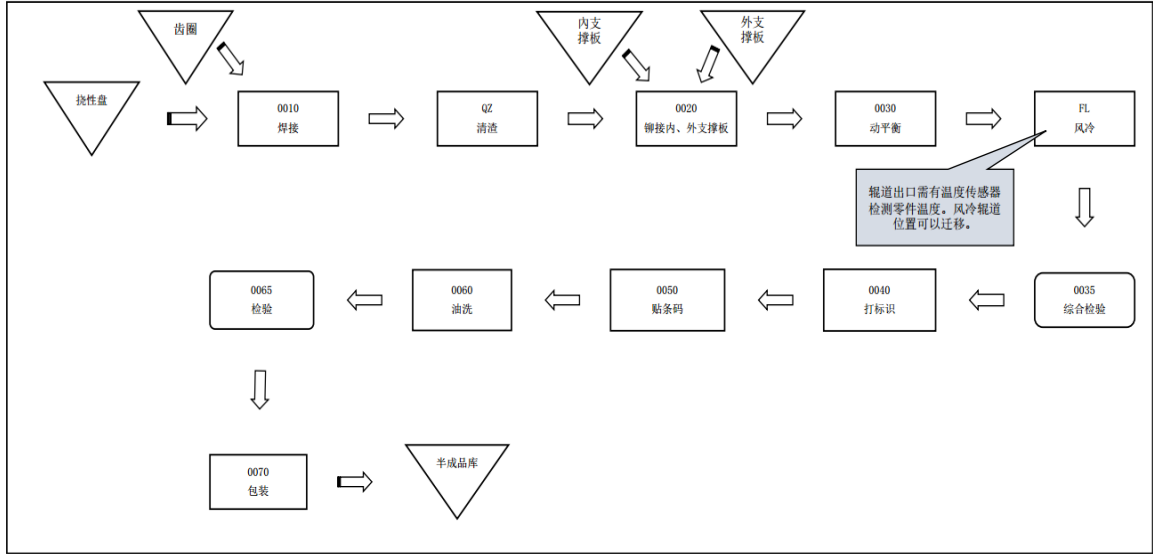 齿圈
内支
撑板
外支
撑板
挠性盘
0010
焊接
QZ
清渣
0020
铆接内、外支撑板
0030
动平衡
FL
风冷
辊道出口需有温度传感器
检测零件温度。风冷辊道
位置可以迁移。
0065
检验
0060
油洗
0050
贴条码
0040
打标识
0035
综合检验
0070
包装
半成品库